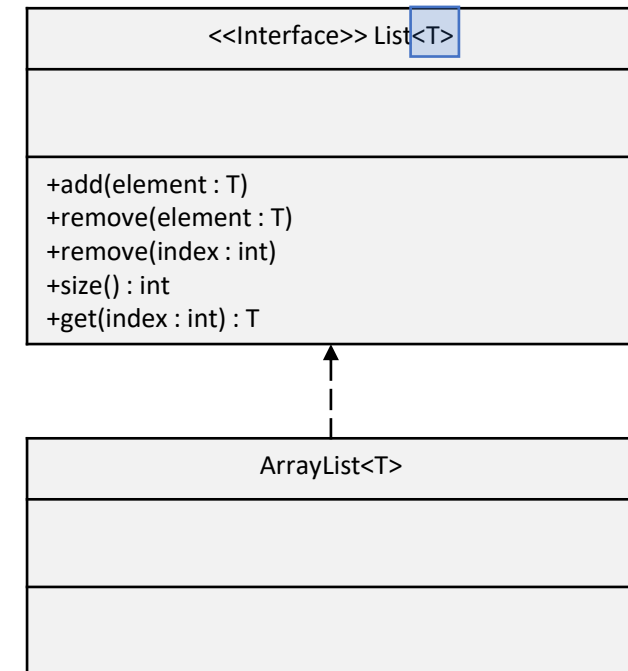 <<Interface>> List<T>
+add(element : T)
+remove(element : T)
+remove(index : int)
+size() : int
+get(index : int) : T
ArrayList<T>